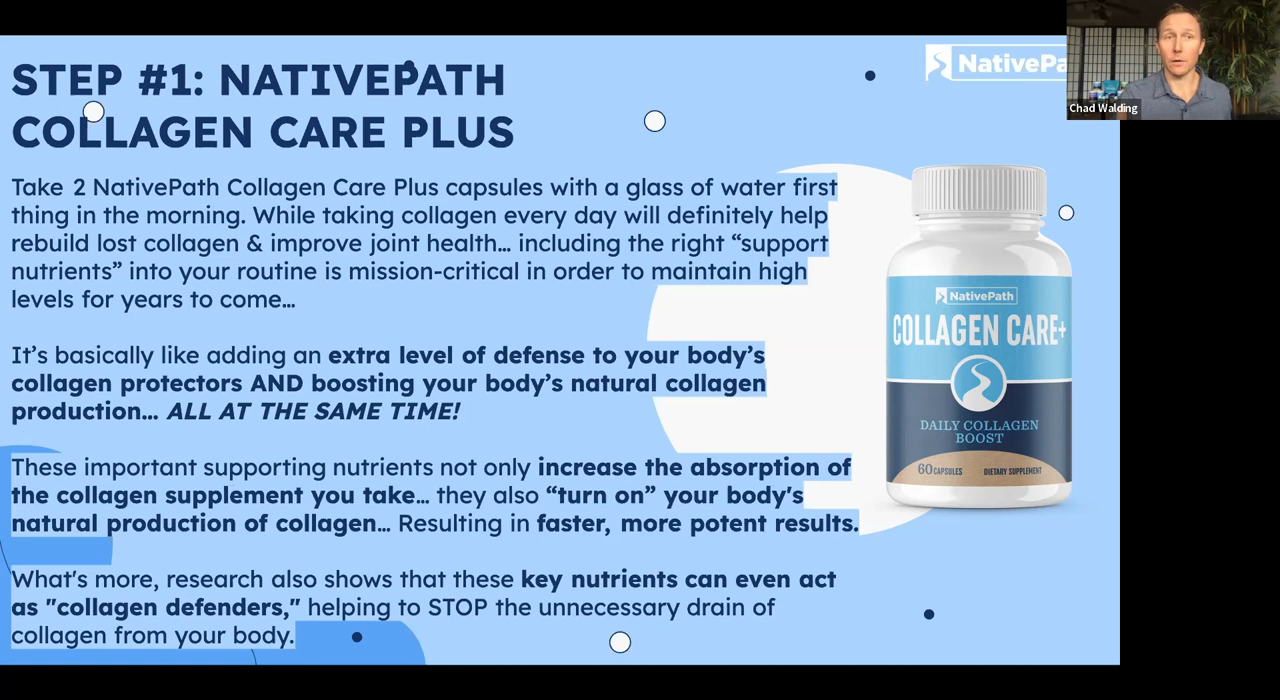 STEP #1: NATIVEPATH
COLLAGEN CARE PLUS
NativePa
Chad Walding
Take 2 NativePath Collagen Care Plus capsules with a glass of water first
thing in the morning. While taking collagen every day will definitely help
rebuild lost collagen & improve joint health... including the right “support
nutrients” into your routine is mission-critical in order to maintain high
levels for years to come...
It’s basically like adding an extra level of defense to your body’s
collagen protectors AND boosting your body’s natural collagen
production... ALL AT THE SAME TIME!
These important supporting nutrients not only increase the absorption of
the collagen supplement you take... they also “turn on” your body's
natural production of collagen... Resulting in faster, more potent results.
What's more, research also shows that these key nutrients can even act
as "collagen defenders," helping to STOP the unnecessary drain of
collagen from your body.
NativePath
COLLAGEN CARE+
DAILY COLLAGEN
BOOST
60 CAPSULES DIETARY SUPPLEMENT